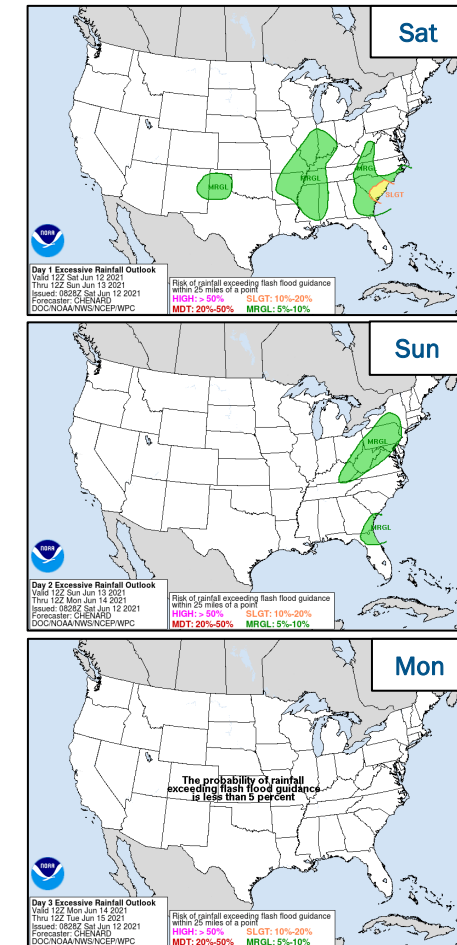 Sat
MRGL
MRGL
MRGL
SLGT
NOAA
Day 1 Excessive Rainfall Outlook
Valid 12Z Sat Jun 12 2021
Thru 12Z Sun Jun 13 2021
Issued: 0828Z Sat Jun 12 2021
Forecaster: CHENARD
DOC/NOAA/NWS/NCEP/WPC
Risk of rainfall exceeding flash flood guidance
within 25 miles of a point
HIGH: > 50% SLGT: 10%-20%
MDT: 20%-50% MRGL: 5%-10%
Sun
MRGL
MRGL
NOAA
Day 2 Excessive Rainfall Outlook
Valid 12Z Sun Jun 13 2021
Thru 12Z Mon Jun 14 2021
Issued: 0828Z Sat Jun 12 2021
Forecaster: CHENARD
DOC/NOAA/NWS/NCEP/WPC
Risk of rainfall exceeding flash flood guidance
within 25 miles of a point
HIGH: > 50% SLGT: 10%-20%
MDT: 20%-50% MRGL: 5%-10%
Mon
The probability of rainfall
exceeding flash flood guidance
is less than 5 percent
NOAA
Day 3 Excessive Rainfall Outlook
Valid 12Z Mon Jun 14 2021
Thru 12Z Tue Jun 15 2021
Issued: 0828Z Sat Jun 12 2021
Forecaster: CHENARD
DOC/NOAA/NWS/NCEP/WPC
Risk of rainfall exceeding flash flood guidance
within 25 miles of a point
HIGH: > 50% SLGT: 10%-20%
MDT: 20%-50% MRGL: 5%-10%